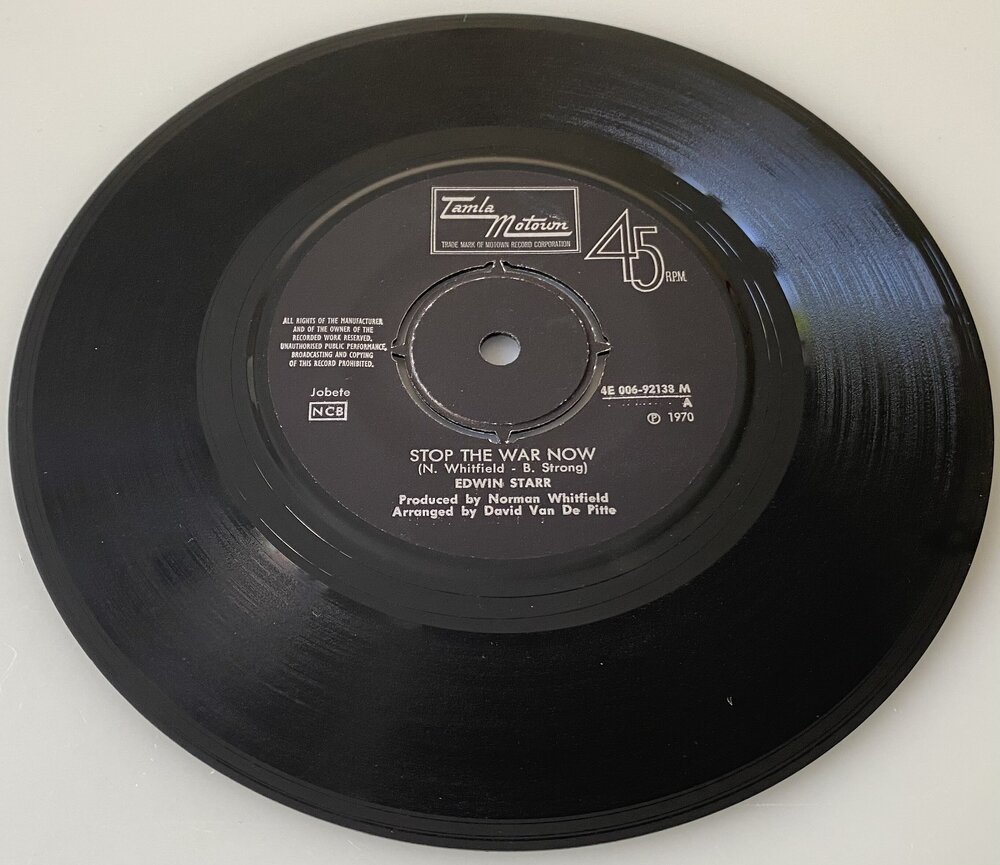 Tamla
Motown
TRADE MARK OF MOTOWN RECORD CORPORATION
45
R.P.M.
ALL RIGHTS OF THE MANUFACTURER
AND OF THE OWNER OF THE
RECORDED WORK RESERVED.
UNAUTHORISED PUBLIC PERFORMANCE,
BROADCASTING AND COPYING
OF THIS RECORD PROHIBITED.
Jobete
NCB
4E 006-92138 M
A
℗ 1970
STOP THE WAR NOW
(N. Whitfield - B. Strong)
EDWIN STARR
Produced by Norman Whitfield
Arranged by David Van De Pitte